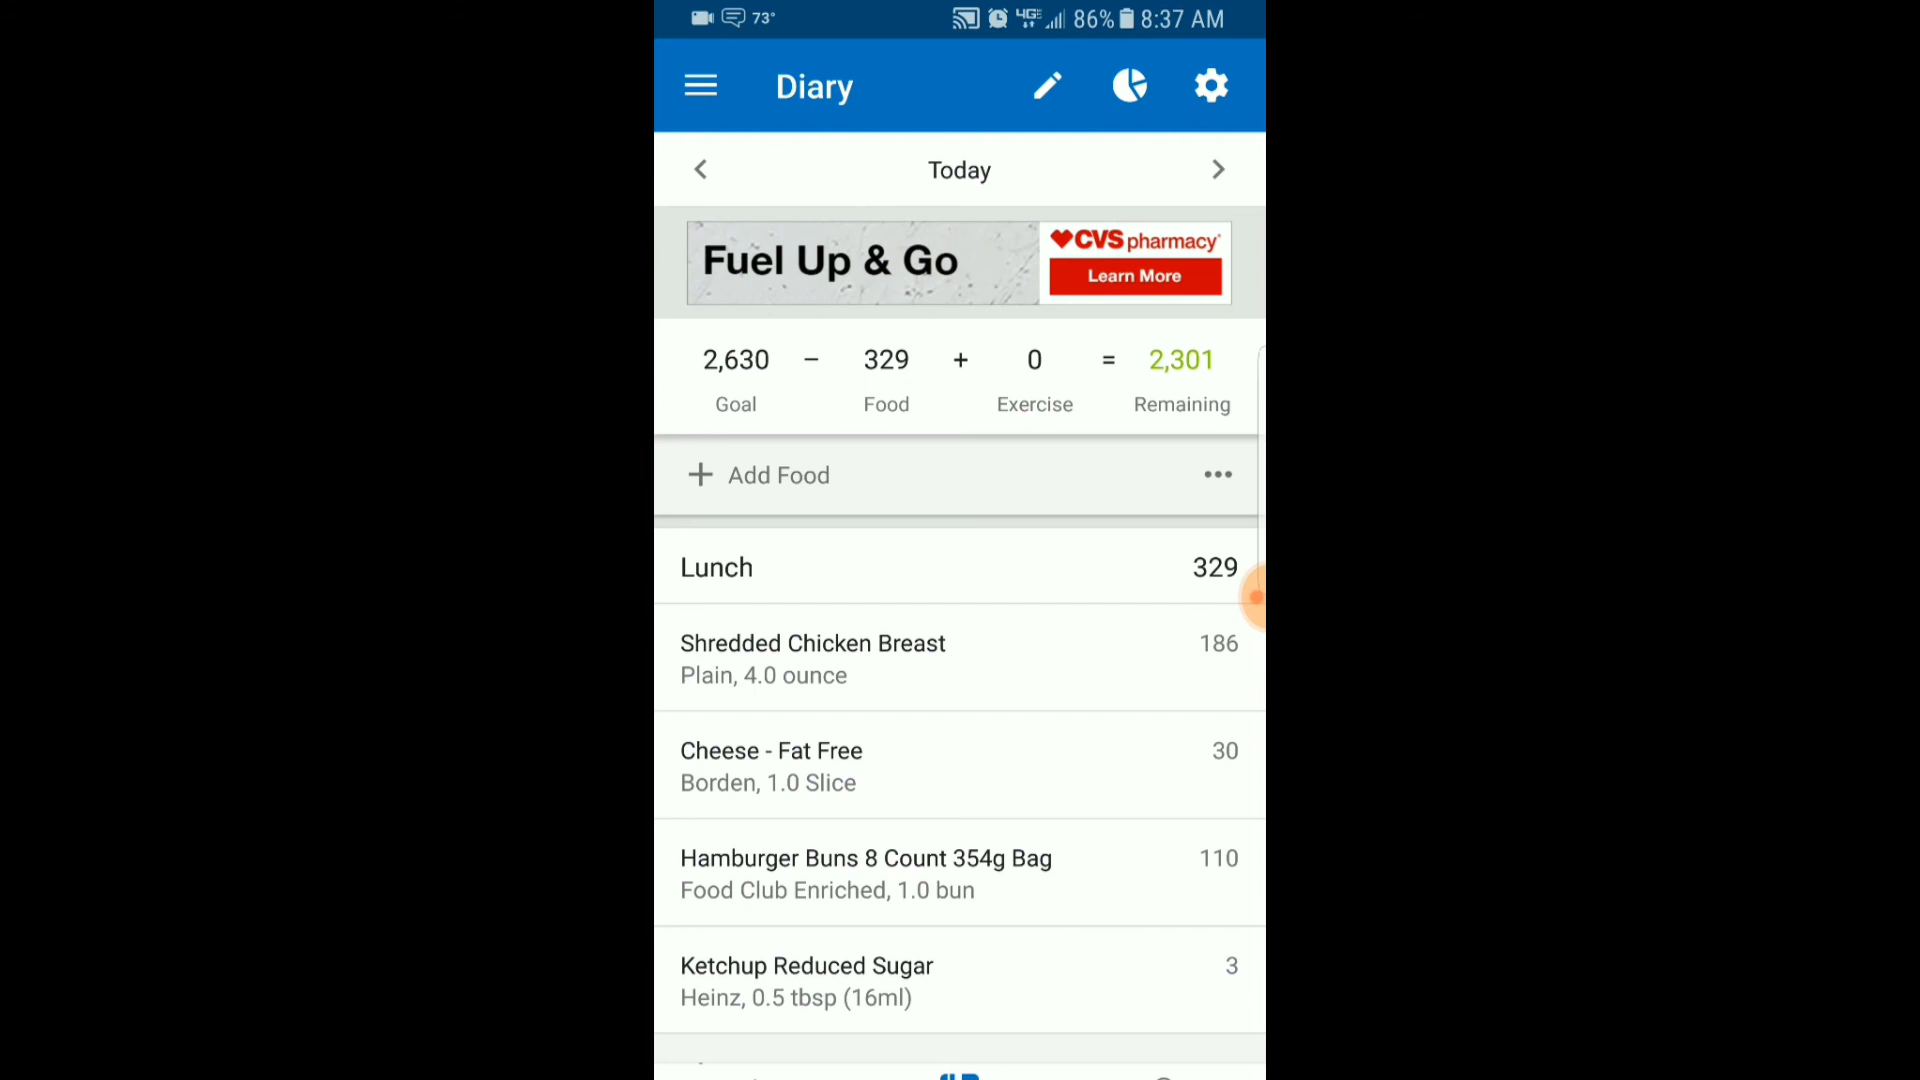 73° 4GE 86% 8:37 AM
Diary
Today
Fuel Up & Go
CVS pharmacy
Learn More
2,630 − 329 + 0 = 2,301
Goal Food Exercise Remaining
+ Add Food •••
Lunch 329
Shredded Chicken Breast 186
Plain, 4.0 ounce
Cheese - Fat Free 30
Borden, 1.0 Slice
Hamburger Buns 8 Count 354g Bag 110
Food Club Enriched, 1.0 bun
Ketchup Reduced Sugar 3
Heinz, 0.5 tbsp (16ml)